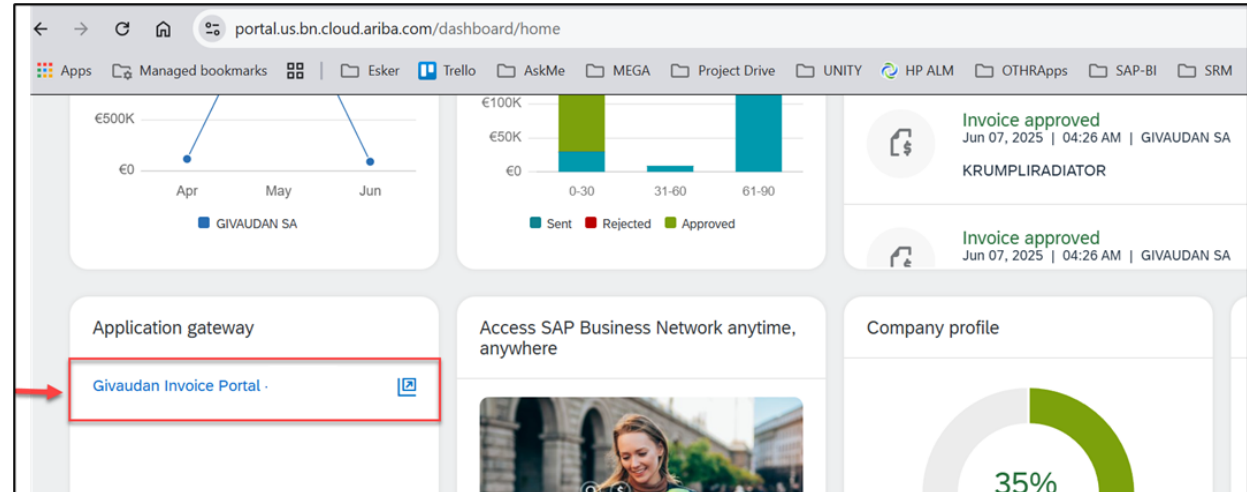 portal.us.bn.cloud.ariba.com/dashboard/home
Apps Managed bookmarks Esker Trello AskMe MEGA Project Drive UNITY HP ALM OTHRApps SAP-BI SRM
€500K
€0
Apr May Jun
GIVAUDAN SA
€100K
€50K
€0
0-30 31-60 61-90
Sent Rejected Approved
Invoice approved
Jun 07, 2025 | 04:26 AM | GIVAUDAN SA
KRUMPLIRADIATOR
Invoice approved
Jun 07, 2025 | 04:26 AM | GIVAUDAN SA
Application gateway
Givaudan Invoice Portal ·
Access SAP Business Network anytime,
anywhere
Company profile
35%